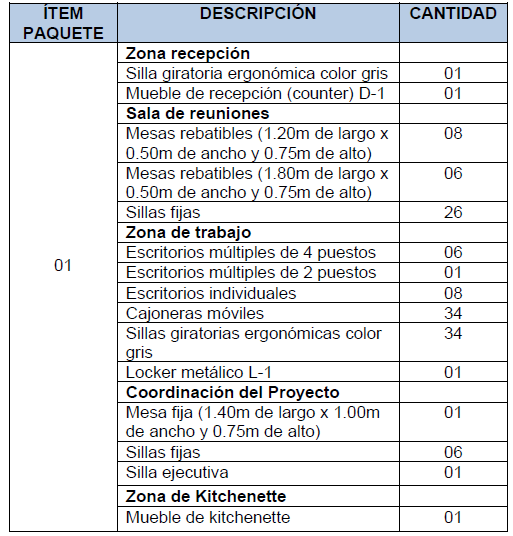 ÍTEM
PAQUETE
DESCRIPCIÓN
CANTIDAD
01
Zona recepción
Silla giratoria ergonómica color gris
01
Mueble de recepción (counter) D-1
01
Sala de reuniones
Mesas rebatibles (1.20m de largo x
0.50m de ancho y 0.75m de alto)
08
Mesas rebatibles (1.80m de largo x
0.50m de ancho y 0.75m de alto)
06
Sillas fijas
26
Zona de trabajo
Escritorios múltiples de 4 puestos
06
Escritorios múltiples de 2 puestos
01
Escritorios individuales
08
Cajoneras móviles
34
Sillas giratorias ergonómicas color
gris
34
Locker metálico L-1
01
Coordinación del Proyecto
Mesa fija (1.40m de largo x 1.00m
de ancho y 0.75m de alto)
01
Sillas fijas
06
Silla ejecutiva
01
Zona de Kitchenette
Mueble de kitchenette
01